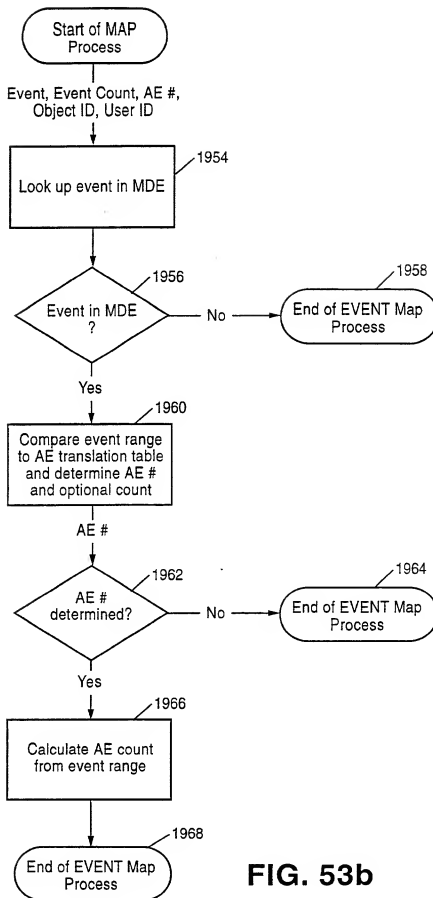 Start of MAP
Process
Event, Event Count, AE #,
Object ID, User ID
1954
Look up event in MDE
1956
Event in MDE
?
No
1958
End of EVENT Map
Process
Yes
1960
Compare event range
to AE translation table
and determine AE #
and optional count
AE #
1962
AE #
determined?
No
1964
End of EVENT Map
Process
Yes
1966
Calculate AE count
from event range
1968
End of EVENT Map
Process
FIG. 53b